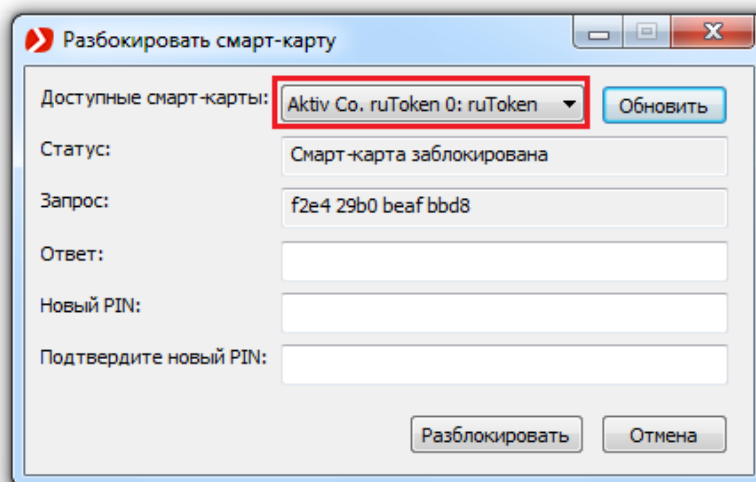 Разбокировать смарт-карту
Доступные смарт-карты: Aktiv Co. ruToken 0: ruToken Обновить
Статус: Смарт-карта заблокирована
Запрос: f2e4 29b0 beaf bbd8
Ответ:
Новый PIN:
Подтвердите новый PIN:
Разблокировать Отмена